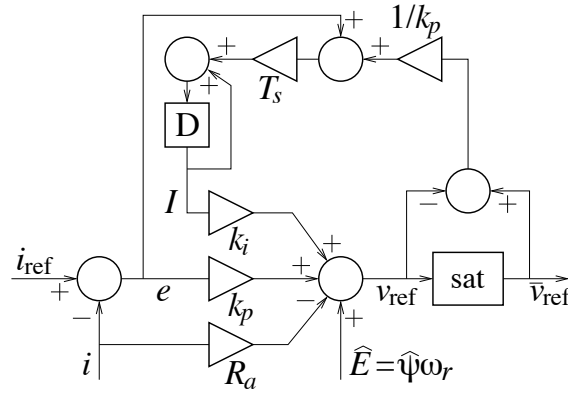 1/k_p
+ + +
T_s
+
D
I
− +
k_i
+
i_ref
+ e k_p + v_ref sat v̄_ref
− − +
i R_a Ê = ψ̂ω_r